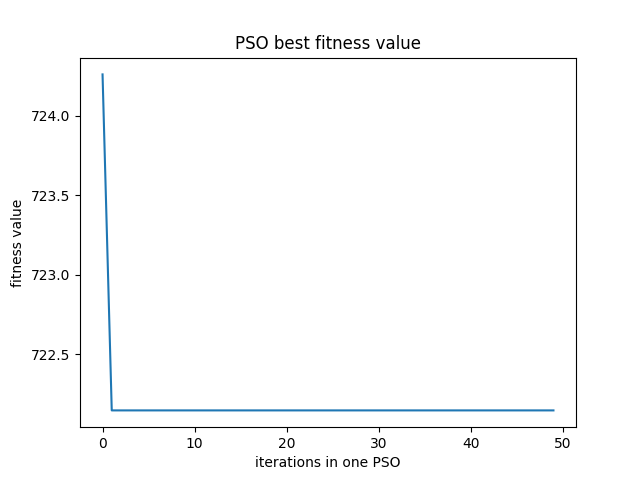 PSO best fitness value
fitness value
724.0
723.5
723.0
722.5
0 10 20 30 40 50
iterations in one PSO